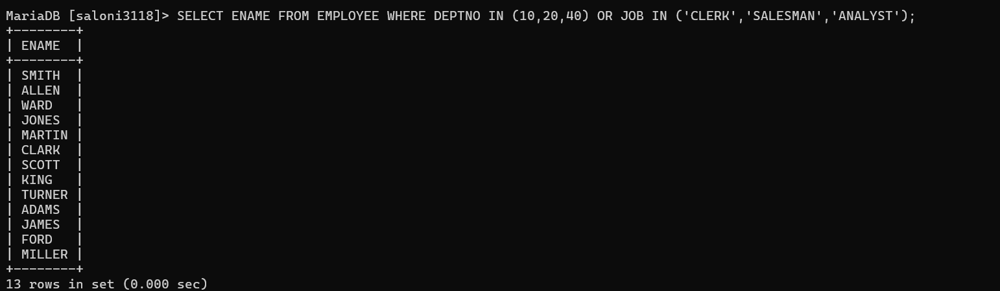 MariaDB [saloni3118]> SELECT ENAME FROM EMPLOYEE WHERE DEPTNO IN (10,20,40) OR JOB IN ('CLERK','SALESMAN','ANALYST');
+--------+
| ENAME  |
+--------+
| SMITH  |
| ALLEN  |
| WARD   |
| JONES  |
| MARTIN |
| CLARK  |
| SCOTT  |
| KING   |
| TURNER |
| ADAMS  |
| JAMES  |
| FORD   |
| MILLER |
+--------+
13 rows in set (0.000 sec)